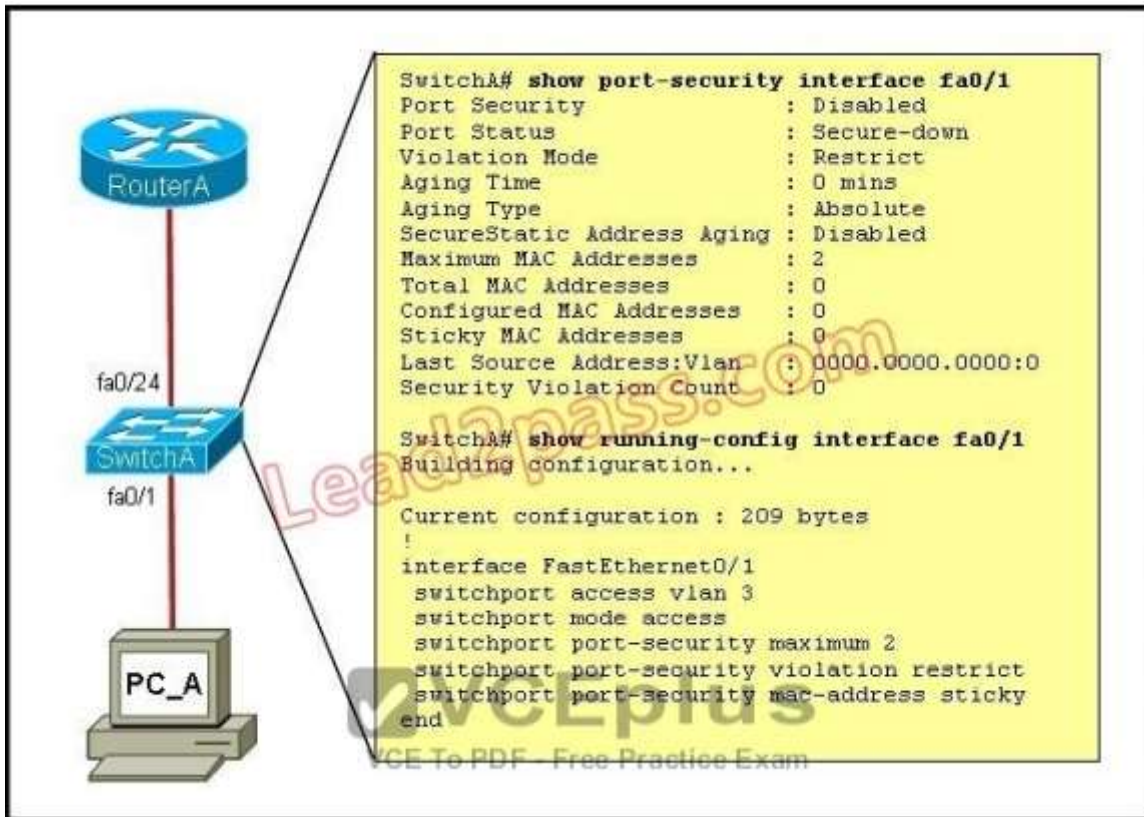 SwitchA# show port-security interface fa0/1
Port Security : Disabled
Port Status : Secure-down
Violation Mode : Restrict
Aging Time : 0 mins
Aging Type : Absolute
SecureStatic Address Aging : Disabled
Maximum MAC Addresses : 2
Total MAC Addresses : 0
Configured MAC Addresses : 0
Sticky MAC Addresses : 0
Last Source Address:Vlan : 0000.0000.0000:0
Security Violation Count : 0
SwitchA# show running-config interface fa0/1
Building configuration...
Current configuration : 209 bytes
!
interface FastEthernet0/1
switchport access vlan 3
switchport mode access
switchport port-security maximum 2
switchport port-security violation restrict
switchport port-security mac-address sticky
end
RouterA
fa0/24
SwitchA
fa0/1
PC_A
Lead2pass.com
VCEplus
VCE To PDF - Free Practice Exam